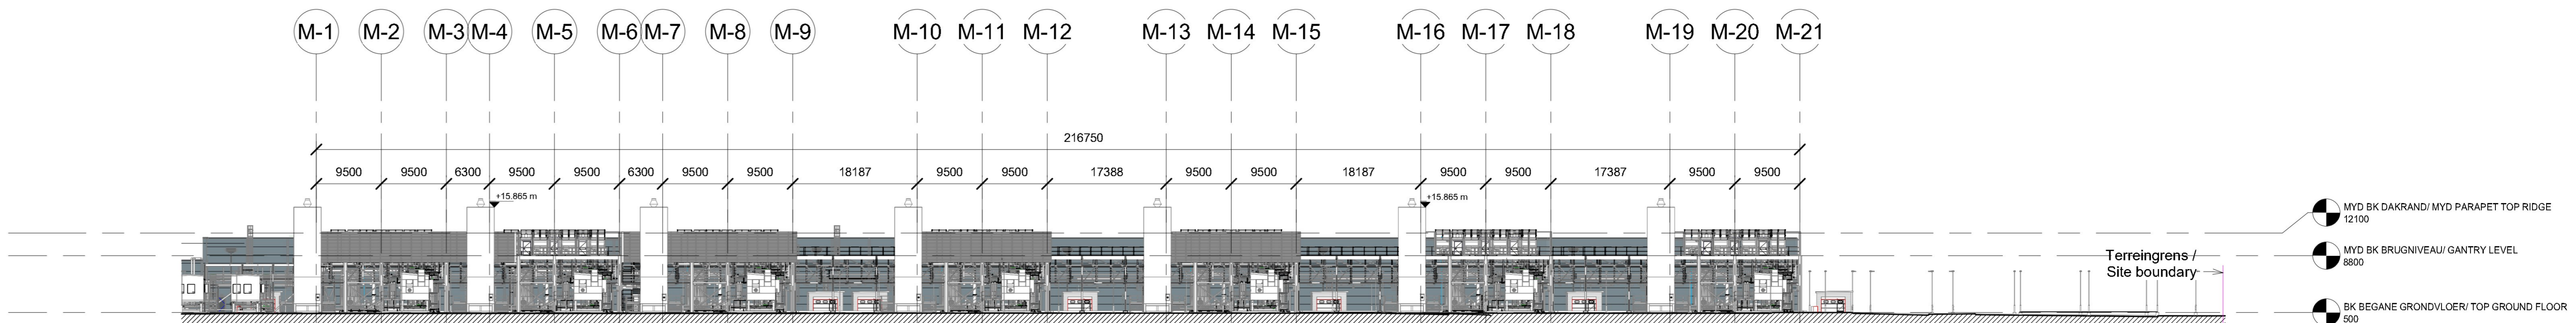 M-1 M-2 M-3 M-4 M-5 M-6 M-7 M-8 M-9 M-10 M-11 M-12 M-13 M-14 M-15 M-16 M-17 M-18 M-19 M-20 M-21
216750
9500 9500 6300 9500 9500 6300 9500 9500 18187 9500 9500 17388 9500 9500 18187 9500 9500 17387 9500 9500
+15.865 m +15.865 m
MYD BK DAKRAND/ MYD PARAPET TOP RIDGE
12100
MYD BK BRUGNIVEAU/ GANTRY LEVEL
8800
Terreingrens /
Site boundary
BK BEGANE GRONDVLOER/ TOP GROUND FLOOR
500